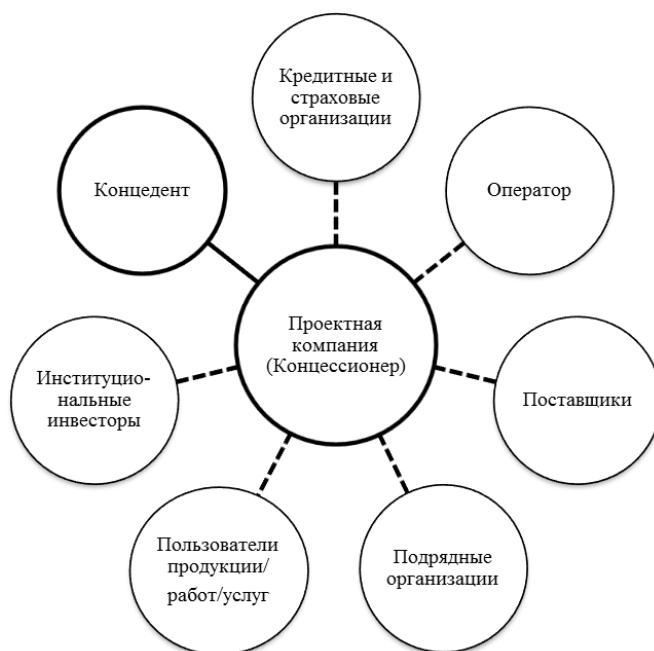 Кредитные и
страховые
организации
Концедент
Оператор
Проектная
компания
(Концессионер)
Институцио-
нальные
инвесторы
Поставщики
Пользователи
продукции/
работ/услуг
Подрядные
организации